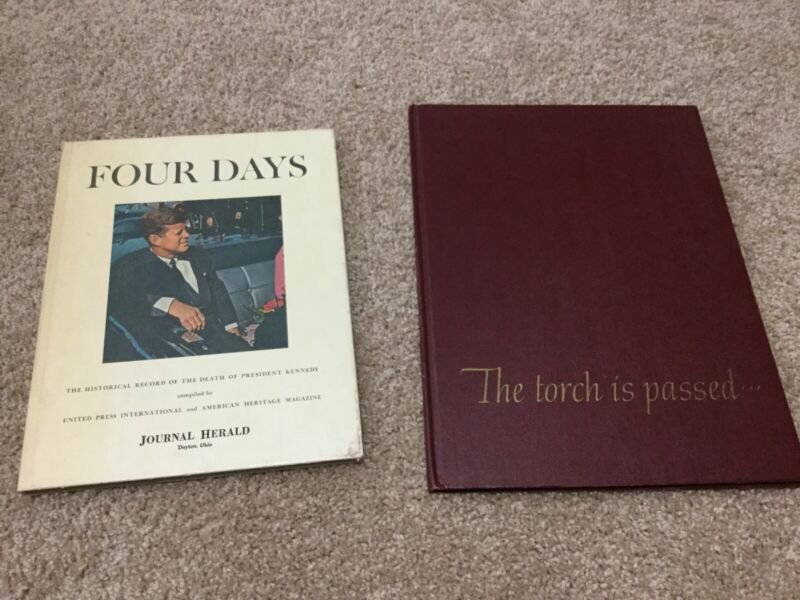 FOUR DAYS
THE HISTORICAL RECORD OF THE DEATH OF PRESIDENT KENNEDY
compiled by
UNITED PRESS INTERNATIONAL and AMERICAN HERITAGE MAGAZINE
JOURNAL HERALD
Dayton, Ohio
The torch is passed...